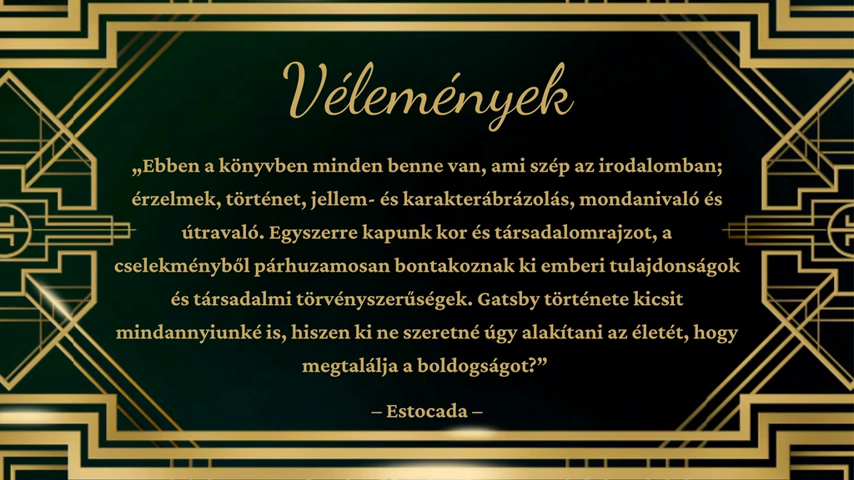 Vélemények
„Ebben a könyvben minden benne van, ami szép az irodalomban;
érzelmek, történet, jellem- és karakterábrázolás, mondanivaló és
útravaló. Egyszerre kapunk kor és társadalomrajzot, a
cselekményből párhuzamosan bontakoznak ki emberi tulajdonságok
és társadalmi törvényszerűségek. Gatsby története kicsit
mindannyiunké is, hiszen ki ne szeretné úgy alakítani az életét, hogy
megtalálja a boldogságot?”
– Estocada –